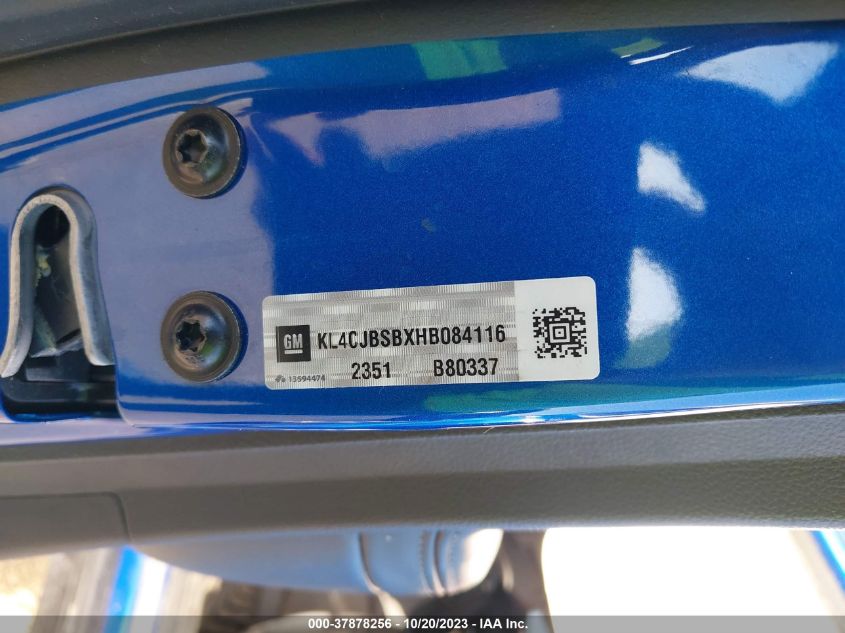 GM KL4CJBSBXHB084116
13594474 2351 B80337
000-37878256 - 10/20/2023 - IAA Inc.